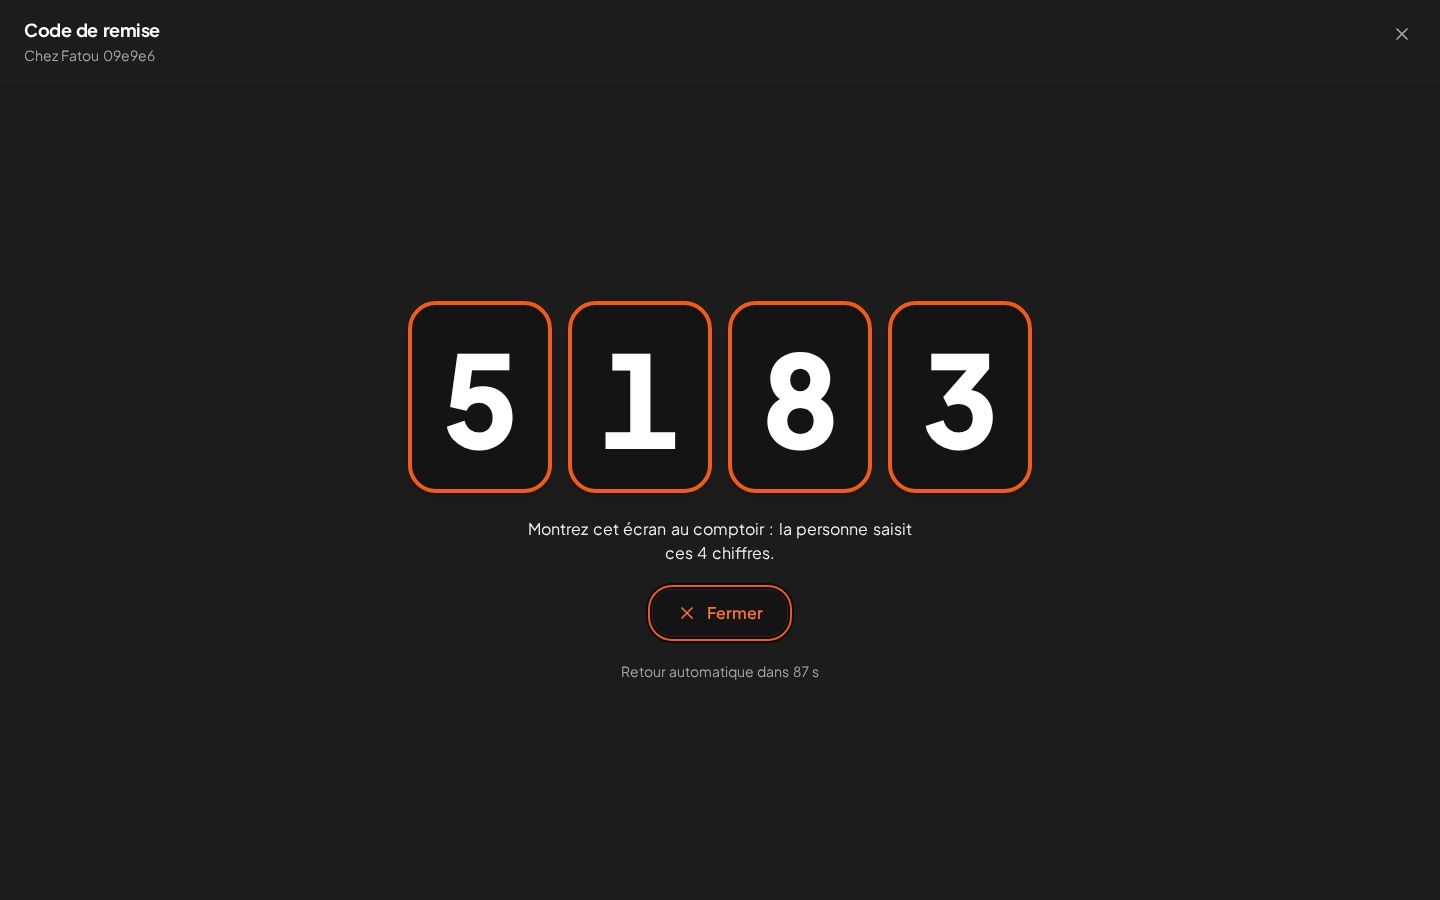 Code de remise
Chez Fatou 09e9e6
5 1 8 3
Montrez cet écran au comptoir : la personne saisit
ces 4 chiffres.
Fermer
Retour automatique dans 87 s